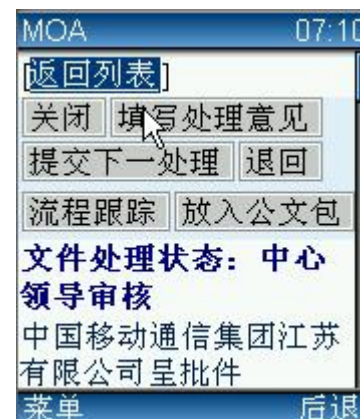 MOA 07:10
[返回列表]
关闭 填写处理意见
提交下一处理 退回
流程跟踪 放入公文包
文件处理状态：中心
领导审核
中国移动通信集团江苏
有限公司呈批件
菜单 后退